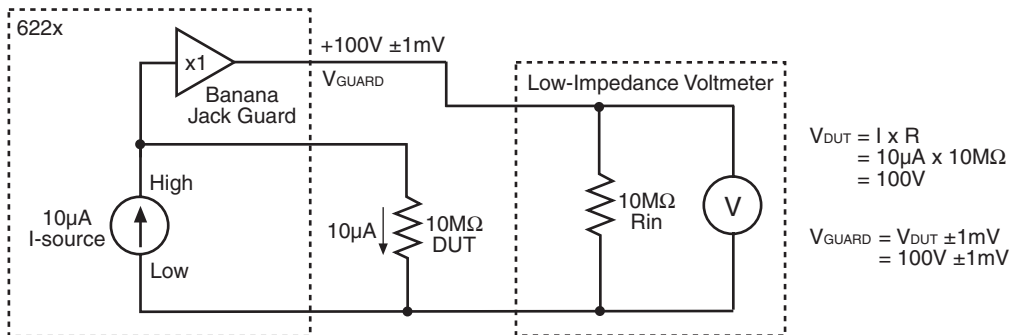 622x
x1
Banana
Jack Guard
+100V ±1mV
VGUARD
High
10µA
I-source
Low
10µA
10MΩ
DUT
Low-Impedance Voltmeter
10MΩ
Rin
V
VDUT = I x R
= 10µA x 10MΩ
= 100V
VGUARD = VDUT ±1mV
= 100V ±1mV